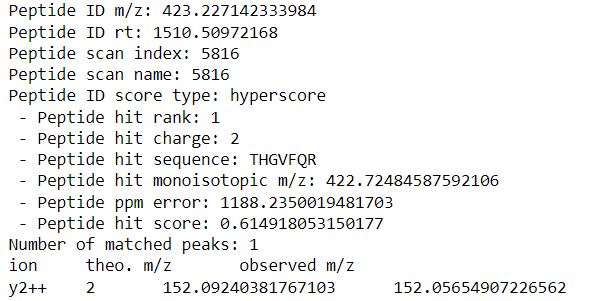 Peptide ID m/z: 423.227142333984
Peptide ID rt: 1510.50972168
Peptide scan index: 5816
Peptide scan name: 5816
Peptide ID score type: hyperscore
- Peptide hit rank: 1
- Peptide hit charge: 2
- Peptide hit sequence: THGVFQR
- Peptide hit monoisotopic m/z: 422.72484587592106
- Peptide ppm error: 1188.2350019481703
- Peptide hit score: 0.614918053150177
Number of matched peaks: 1
ion theo. m/z observed m/z
y2++ 2 152.09240381767103 152.05654907226562